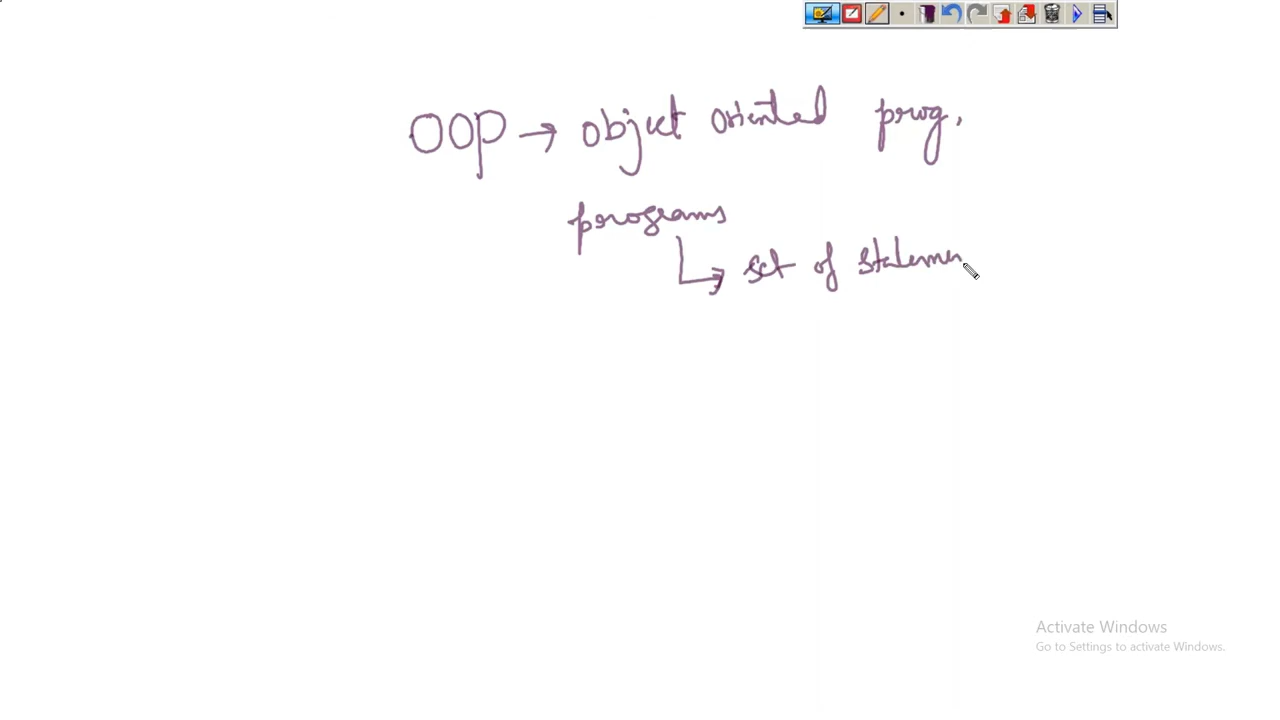 OOP → object oriented prog.
programs
↳ set of statemen
Activate Windows
Go to Settings to activate Windows.